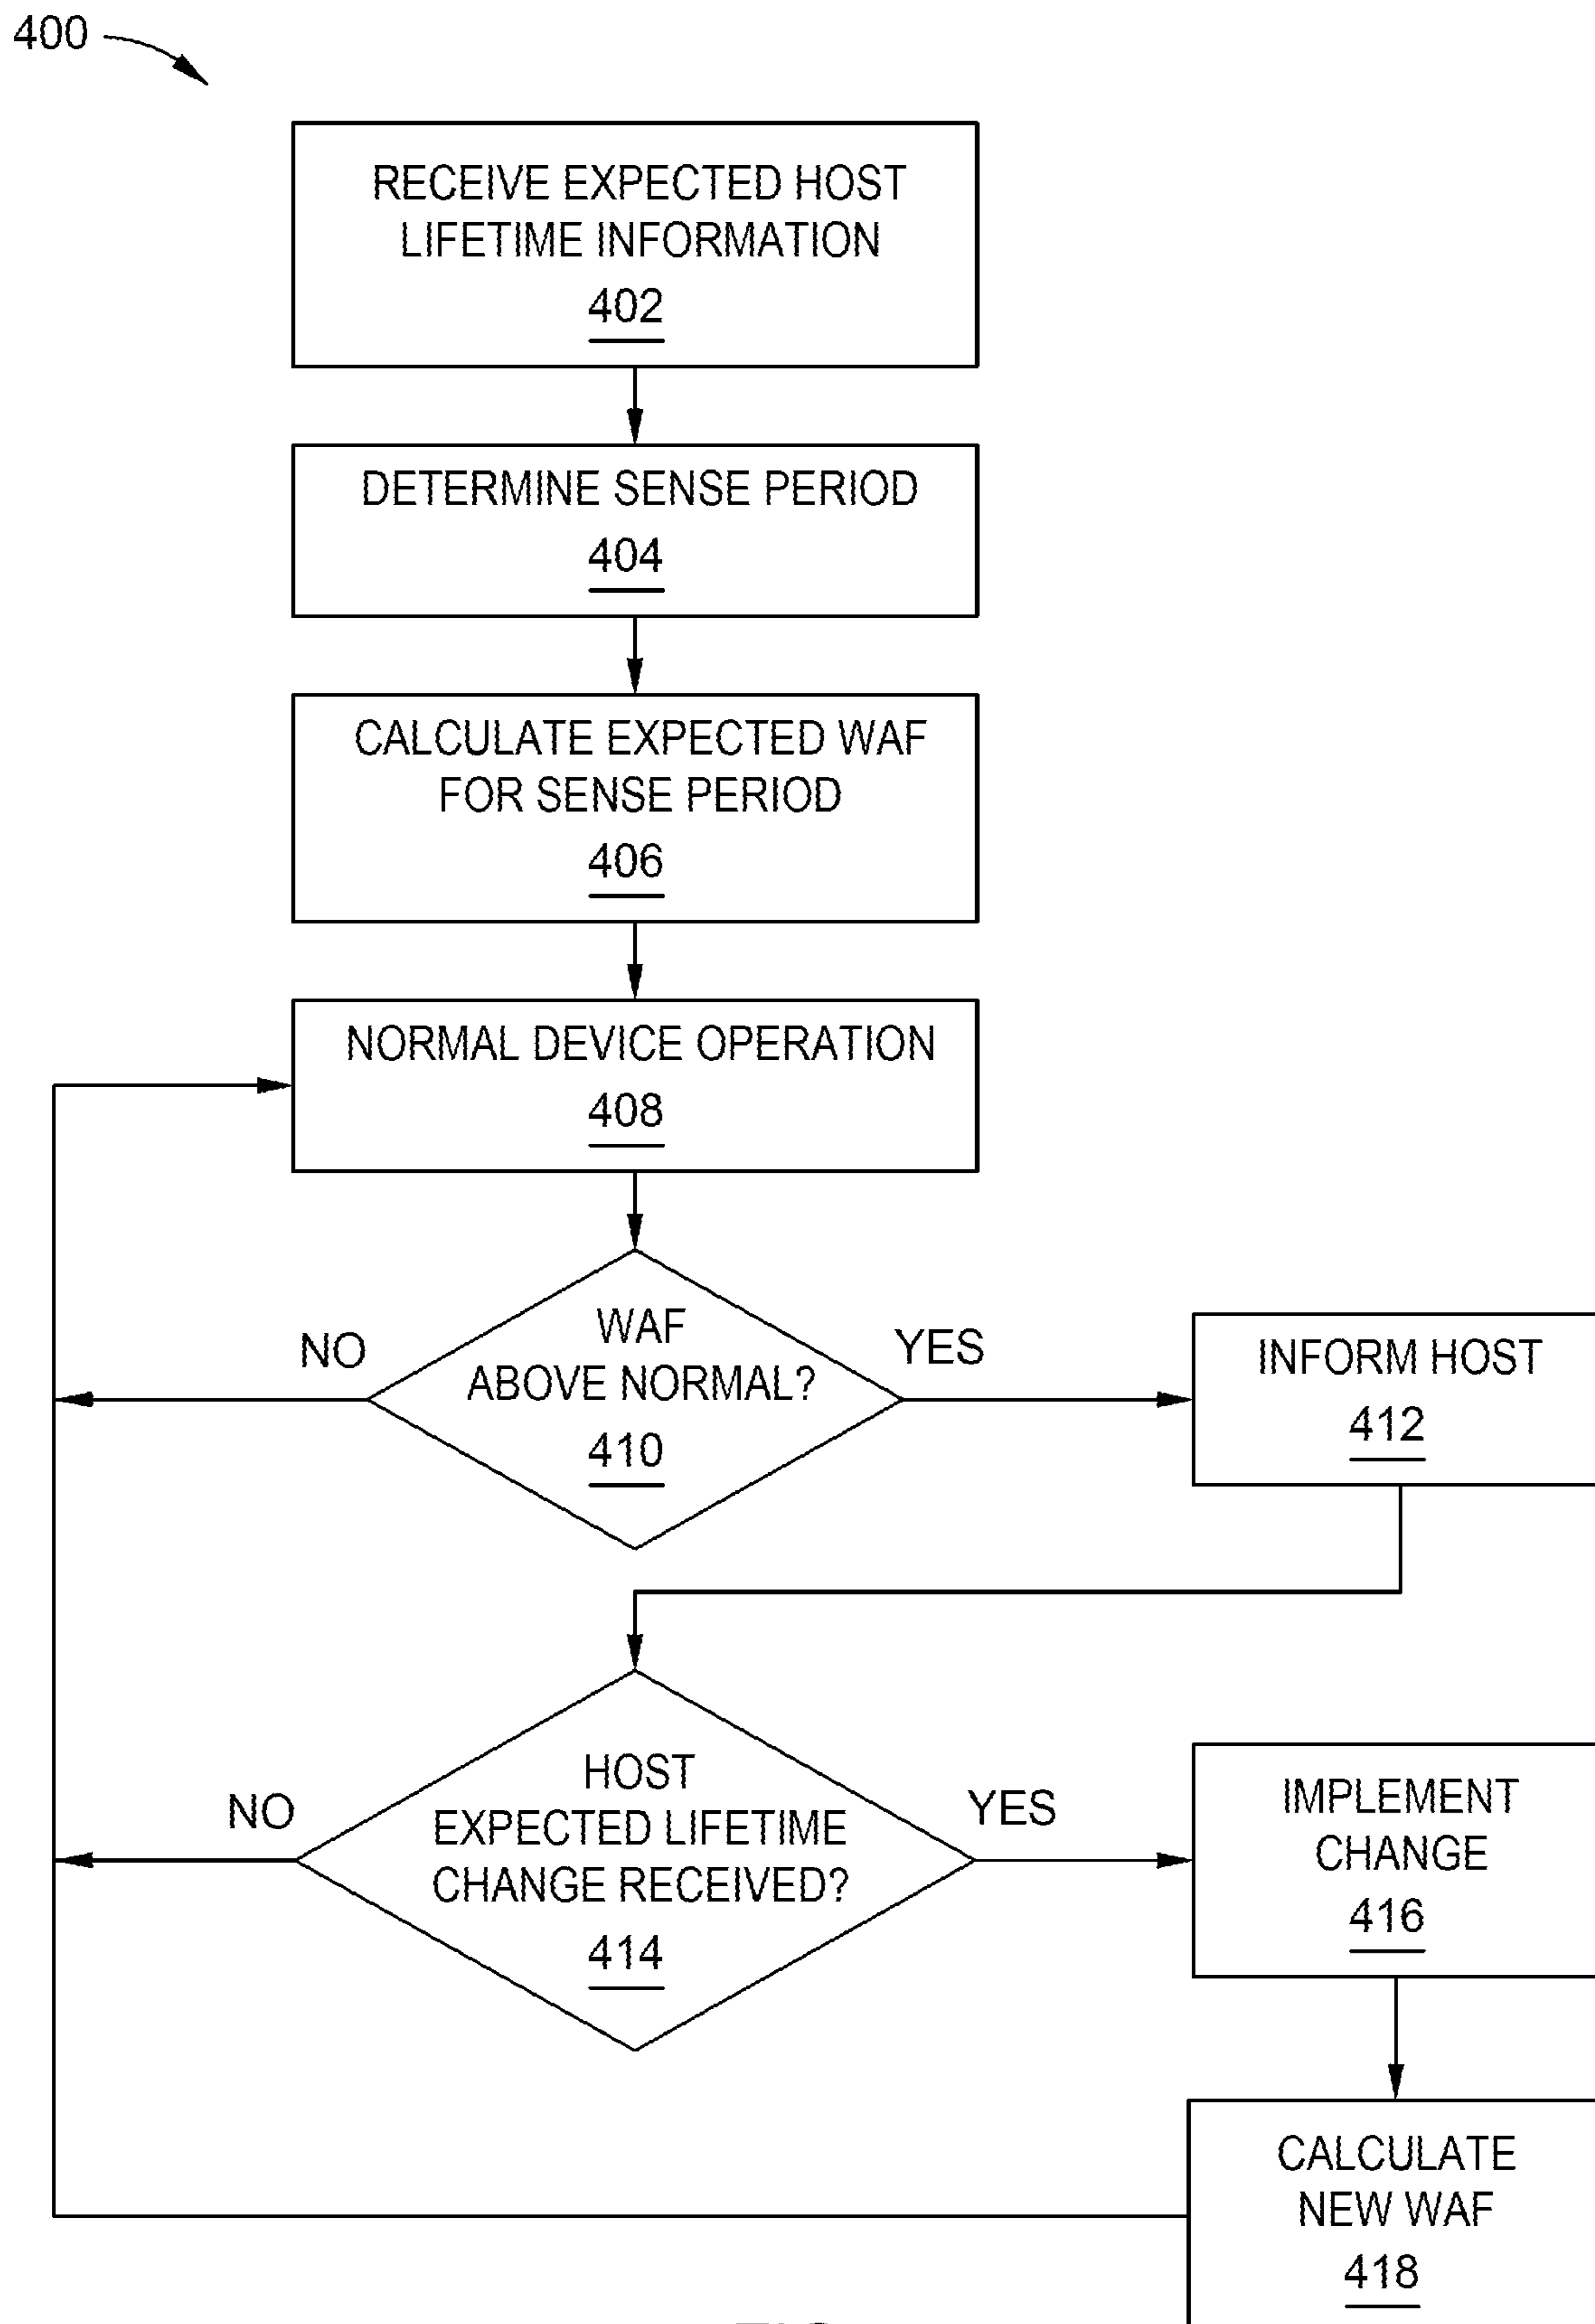 400
RECEIVE EXPECTED HOST
LIFETIME INFORMATION
402
DETERMINE SENSE PERIOD
404
CALCULATE EXPECTED WAF
FOR SENSE PERIOD
406
NORMAL DEVICE OPERATION
408
WAF
ABOVE NORMAL?
410
NO
YES
INFORM HOST
412
HOST
EXPECTED LIFETIME
CHANGE RECEIVED?
414
NO
YES
IMPLEMENT
CHANGE
416
CALCULATE
NEW WAF
418